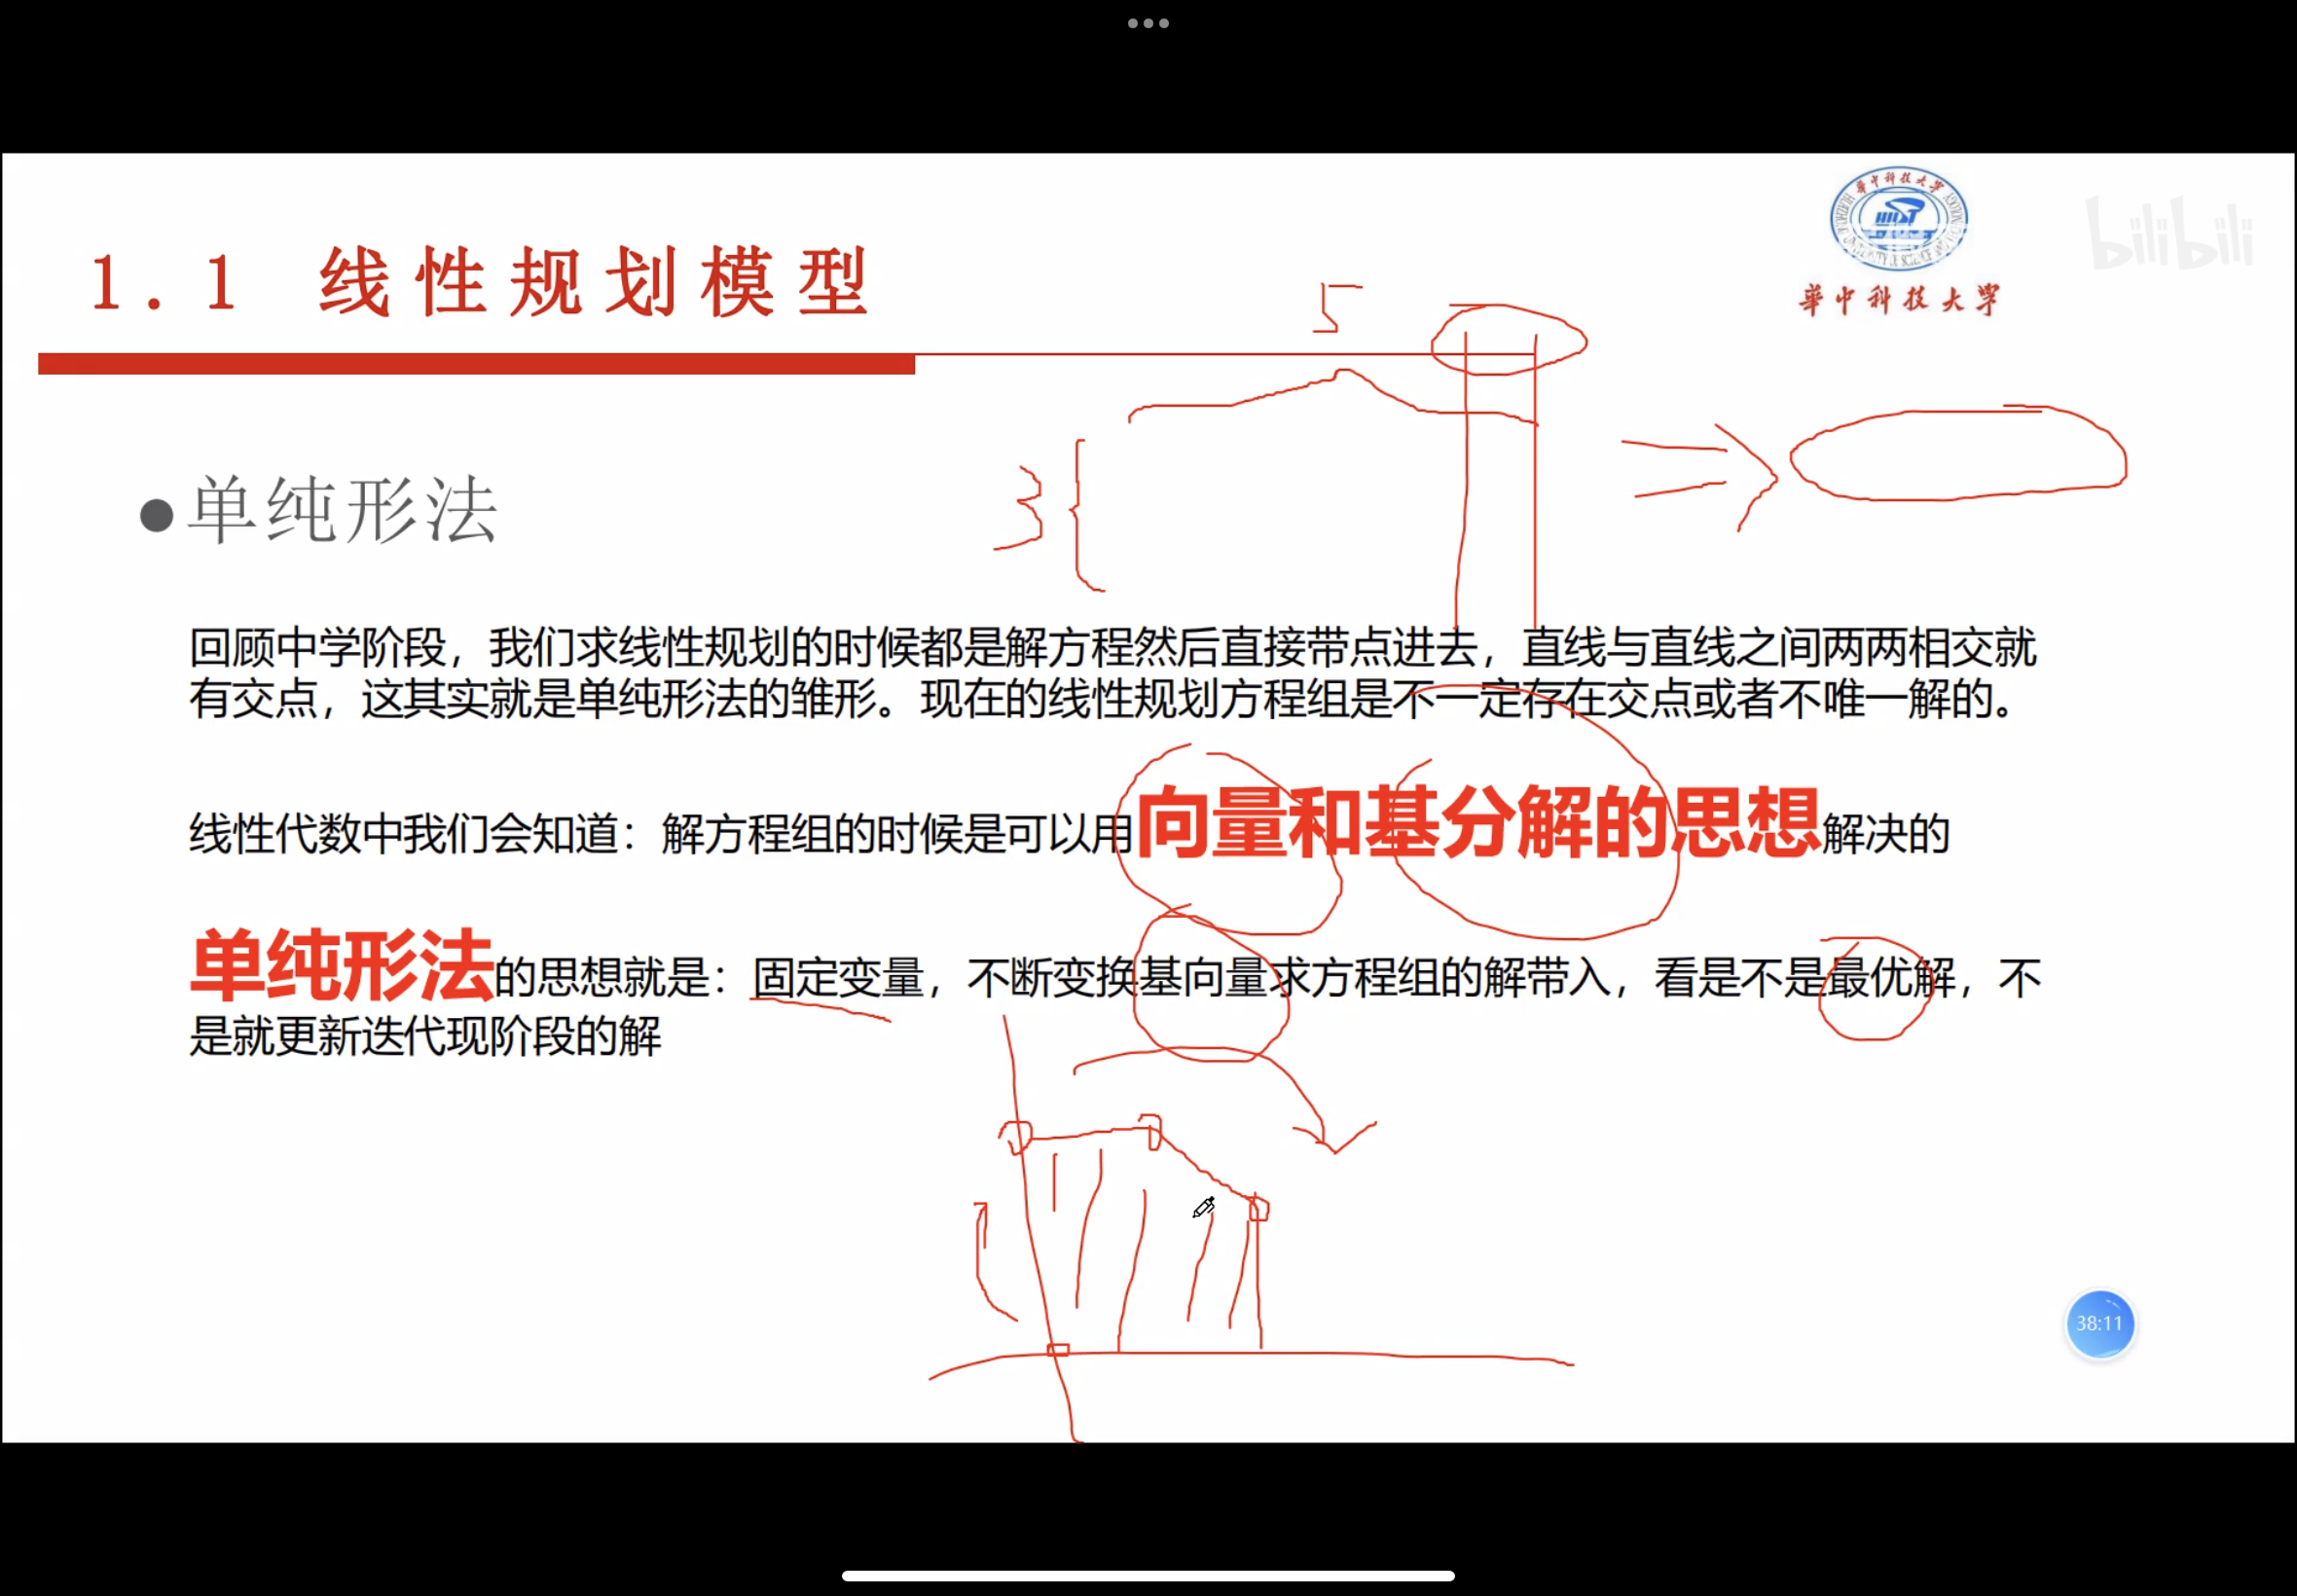 bilibili
1.1 线性规划模型
華中科技大学
5
3
●单纯形法
回顾中学阶段，我们求线性规划的时候都是解方程然后直接带点进去，直线与直线之间两两相交就
有交点，这其实就是单纯形法的雏形。现在的线性规划方程组是不一定存在交点或者不唯一解的。
线性代数中我们会知道：解方程组的时候是可以用向量和基分解的思想解决的
单纯形法的思想就是：固定变量，不断变换基向量求方程组的解带入，看是不是最优解，不
是就更新迭代现阶段的解
38:11